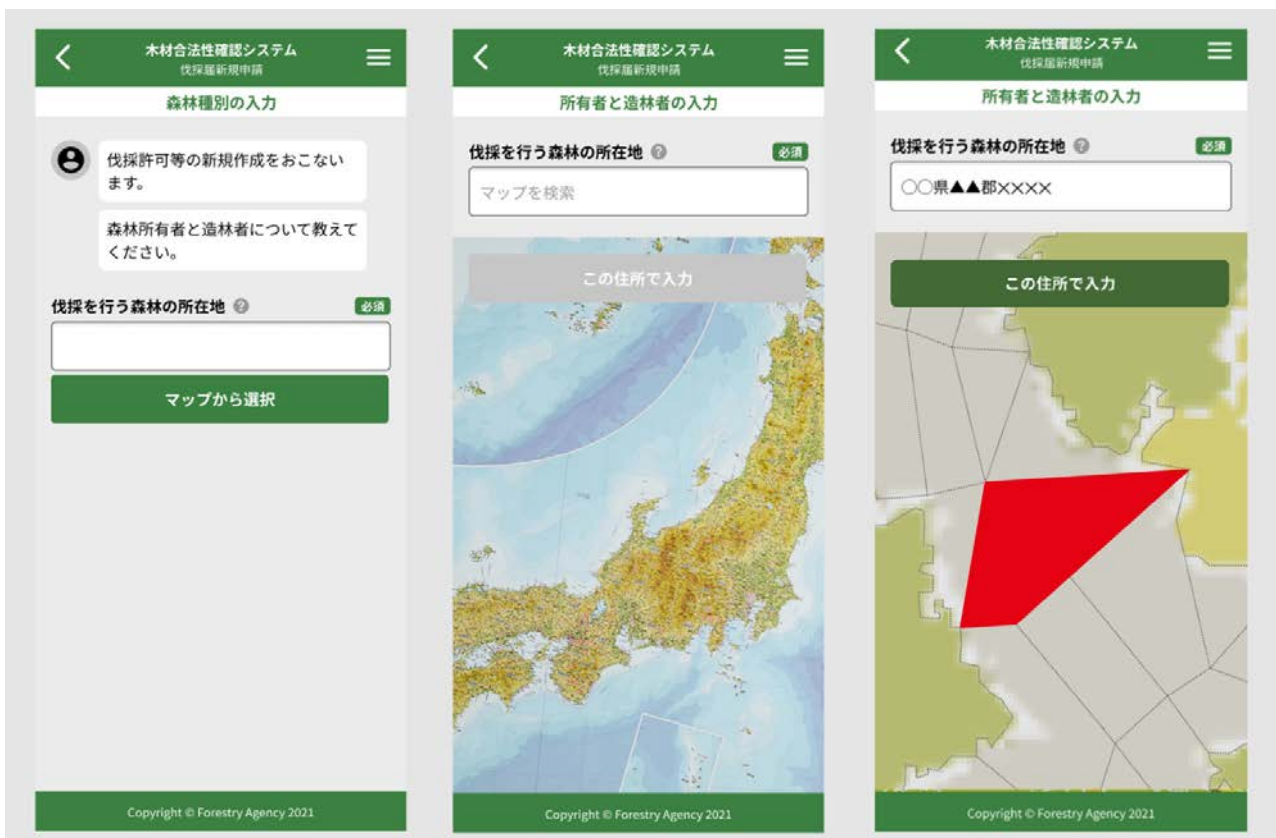 木材合法性確認システム
伐採届新規申請
森林種別の入力
伐採許可等の新規作成をおこない
ます。
森林所有者と造林者について教えて
ください。
伐採を行う森林の所在地 ?
必須
マップから選択
Copyright © Forestry Agency 2021
木材合法性確認システム
伐採届新規申請
所有者と造林者の入力
伐採を行う森林の所在地 ?
必須
マップを検索
この住所で入力
Copyright © Forestry Agency 2021
木材合法性確認システム
伐採届新規申請
所有者と造林者の入力
伐採を行う森林の所在地 ?
必須
○○県▲▲郡××××
この住所で入力
Copyright © Forestry Agency 2021